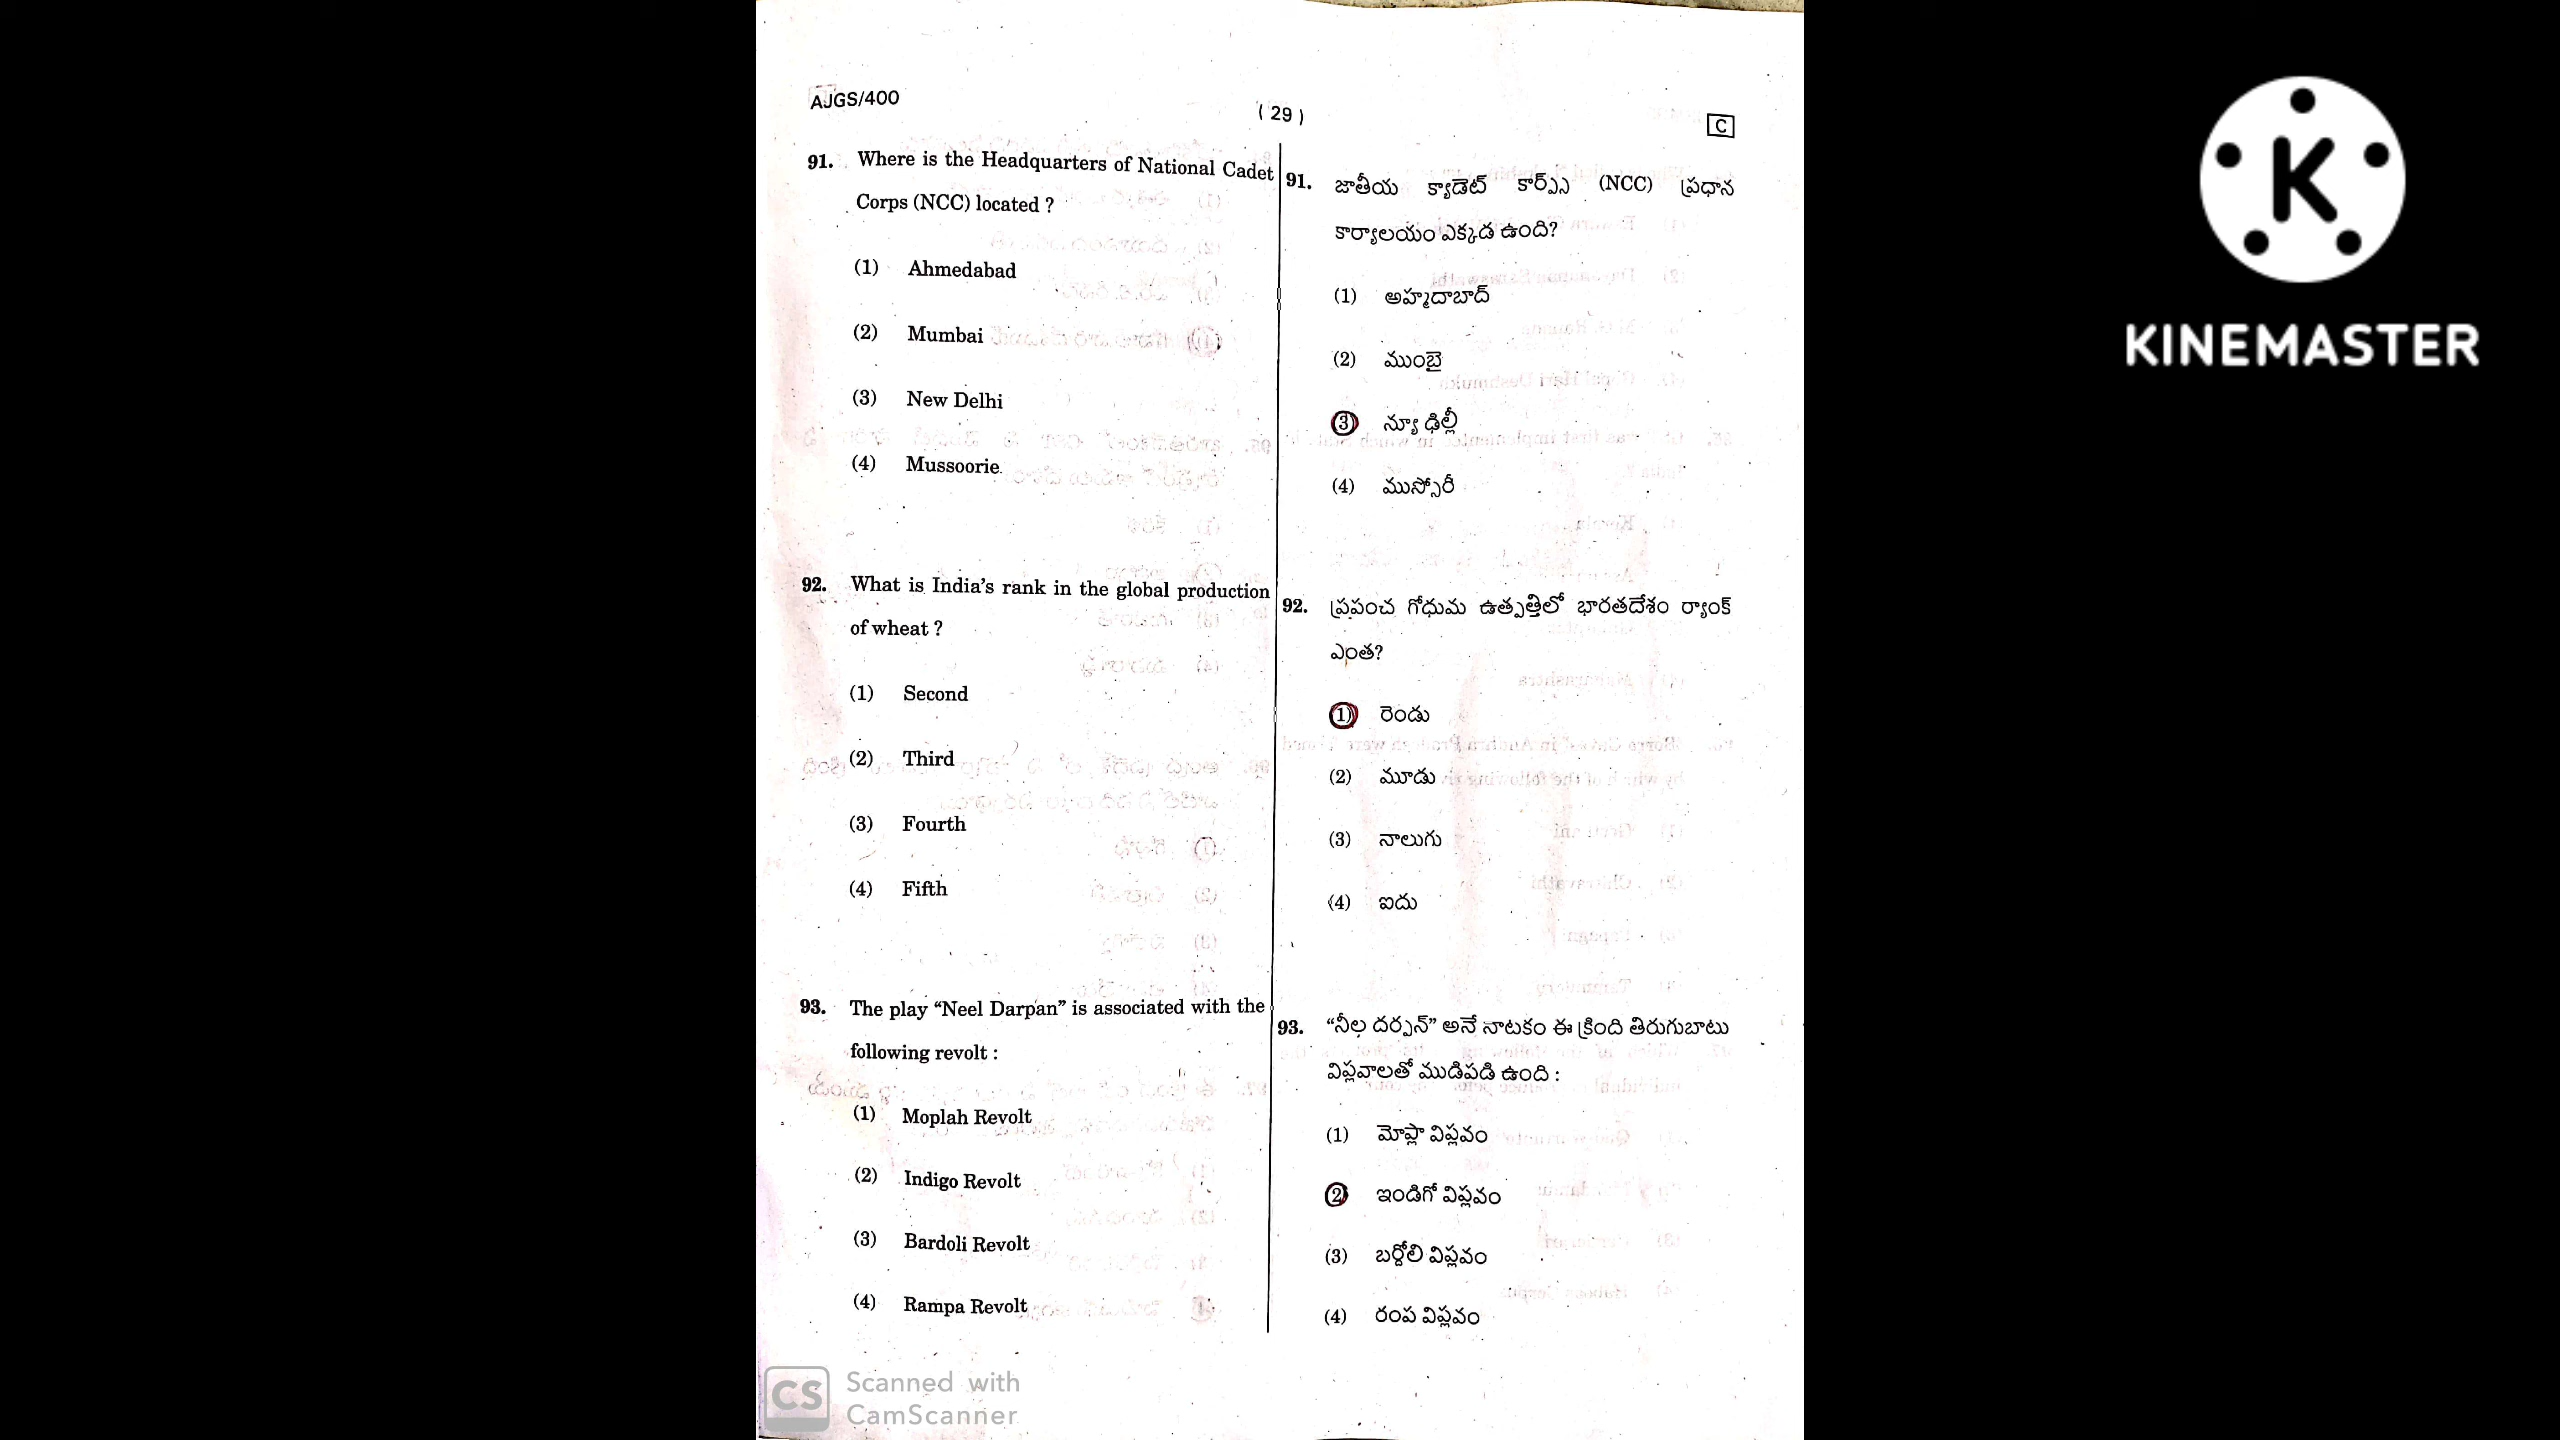 AJGS/400
( 29 )
C
91. Where is the Headquarters of National Cadet
Corps (NCC) located ?
(1) Ahmedabad
(2) Mumbai
(3) New Delhi
(4) Mussoorie
92. What is India's rank in the global production
of wheat ?
(1) Second
(2) Third
(3) Fourth
(4) Fifth
93. The play “Neel Darpan” is associated with the
following revolt :
(1) Moplah Revolt
(2) Indigo Revolt
(3) Bardoli Revolt
(4) Rampa Revolt
91. జాతీయ క్యాడెట్ కార్ప్స్ (NCC) ప్రధాన
కార్యాలయం ఎక్కడ ఉంది?
(1) అహ్మదాబాద్
(2) ముంబై
(3) న్యూ ఢిల్లీ
(4) ముస్సోరీ
92. ప్రపంచ గోధుమ ఉత్పత్తిలో భారతదేశం ర్యాంక్
ఎంత?
(1) రెండు
(2) మూడు
(3) నాలుగు
(4) ఐదు
93. “నీల దర్పన్” అనే నాటకం ఈ క్రింది తిరుగుబాటు
విప్లవాలతో ముడిపడి ఉంది :
(1) మోప్లా విప్లవం
(2) ఇండిగో విప్లవం
(3) బర్దోలి విప్లవం
(4) రంప విప్లవం
CS Scanned with
CamScanner
K
KINEMASTER